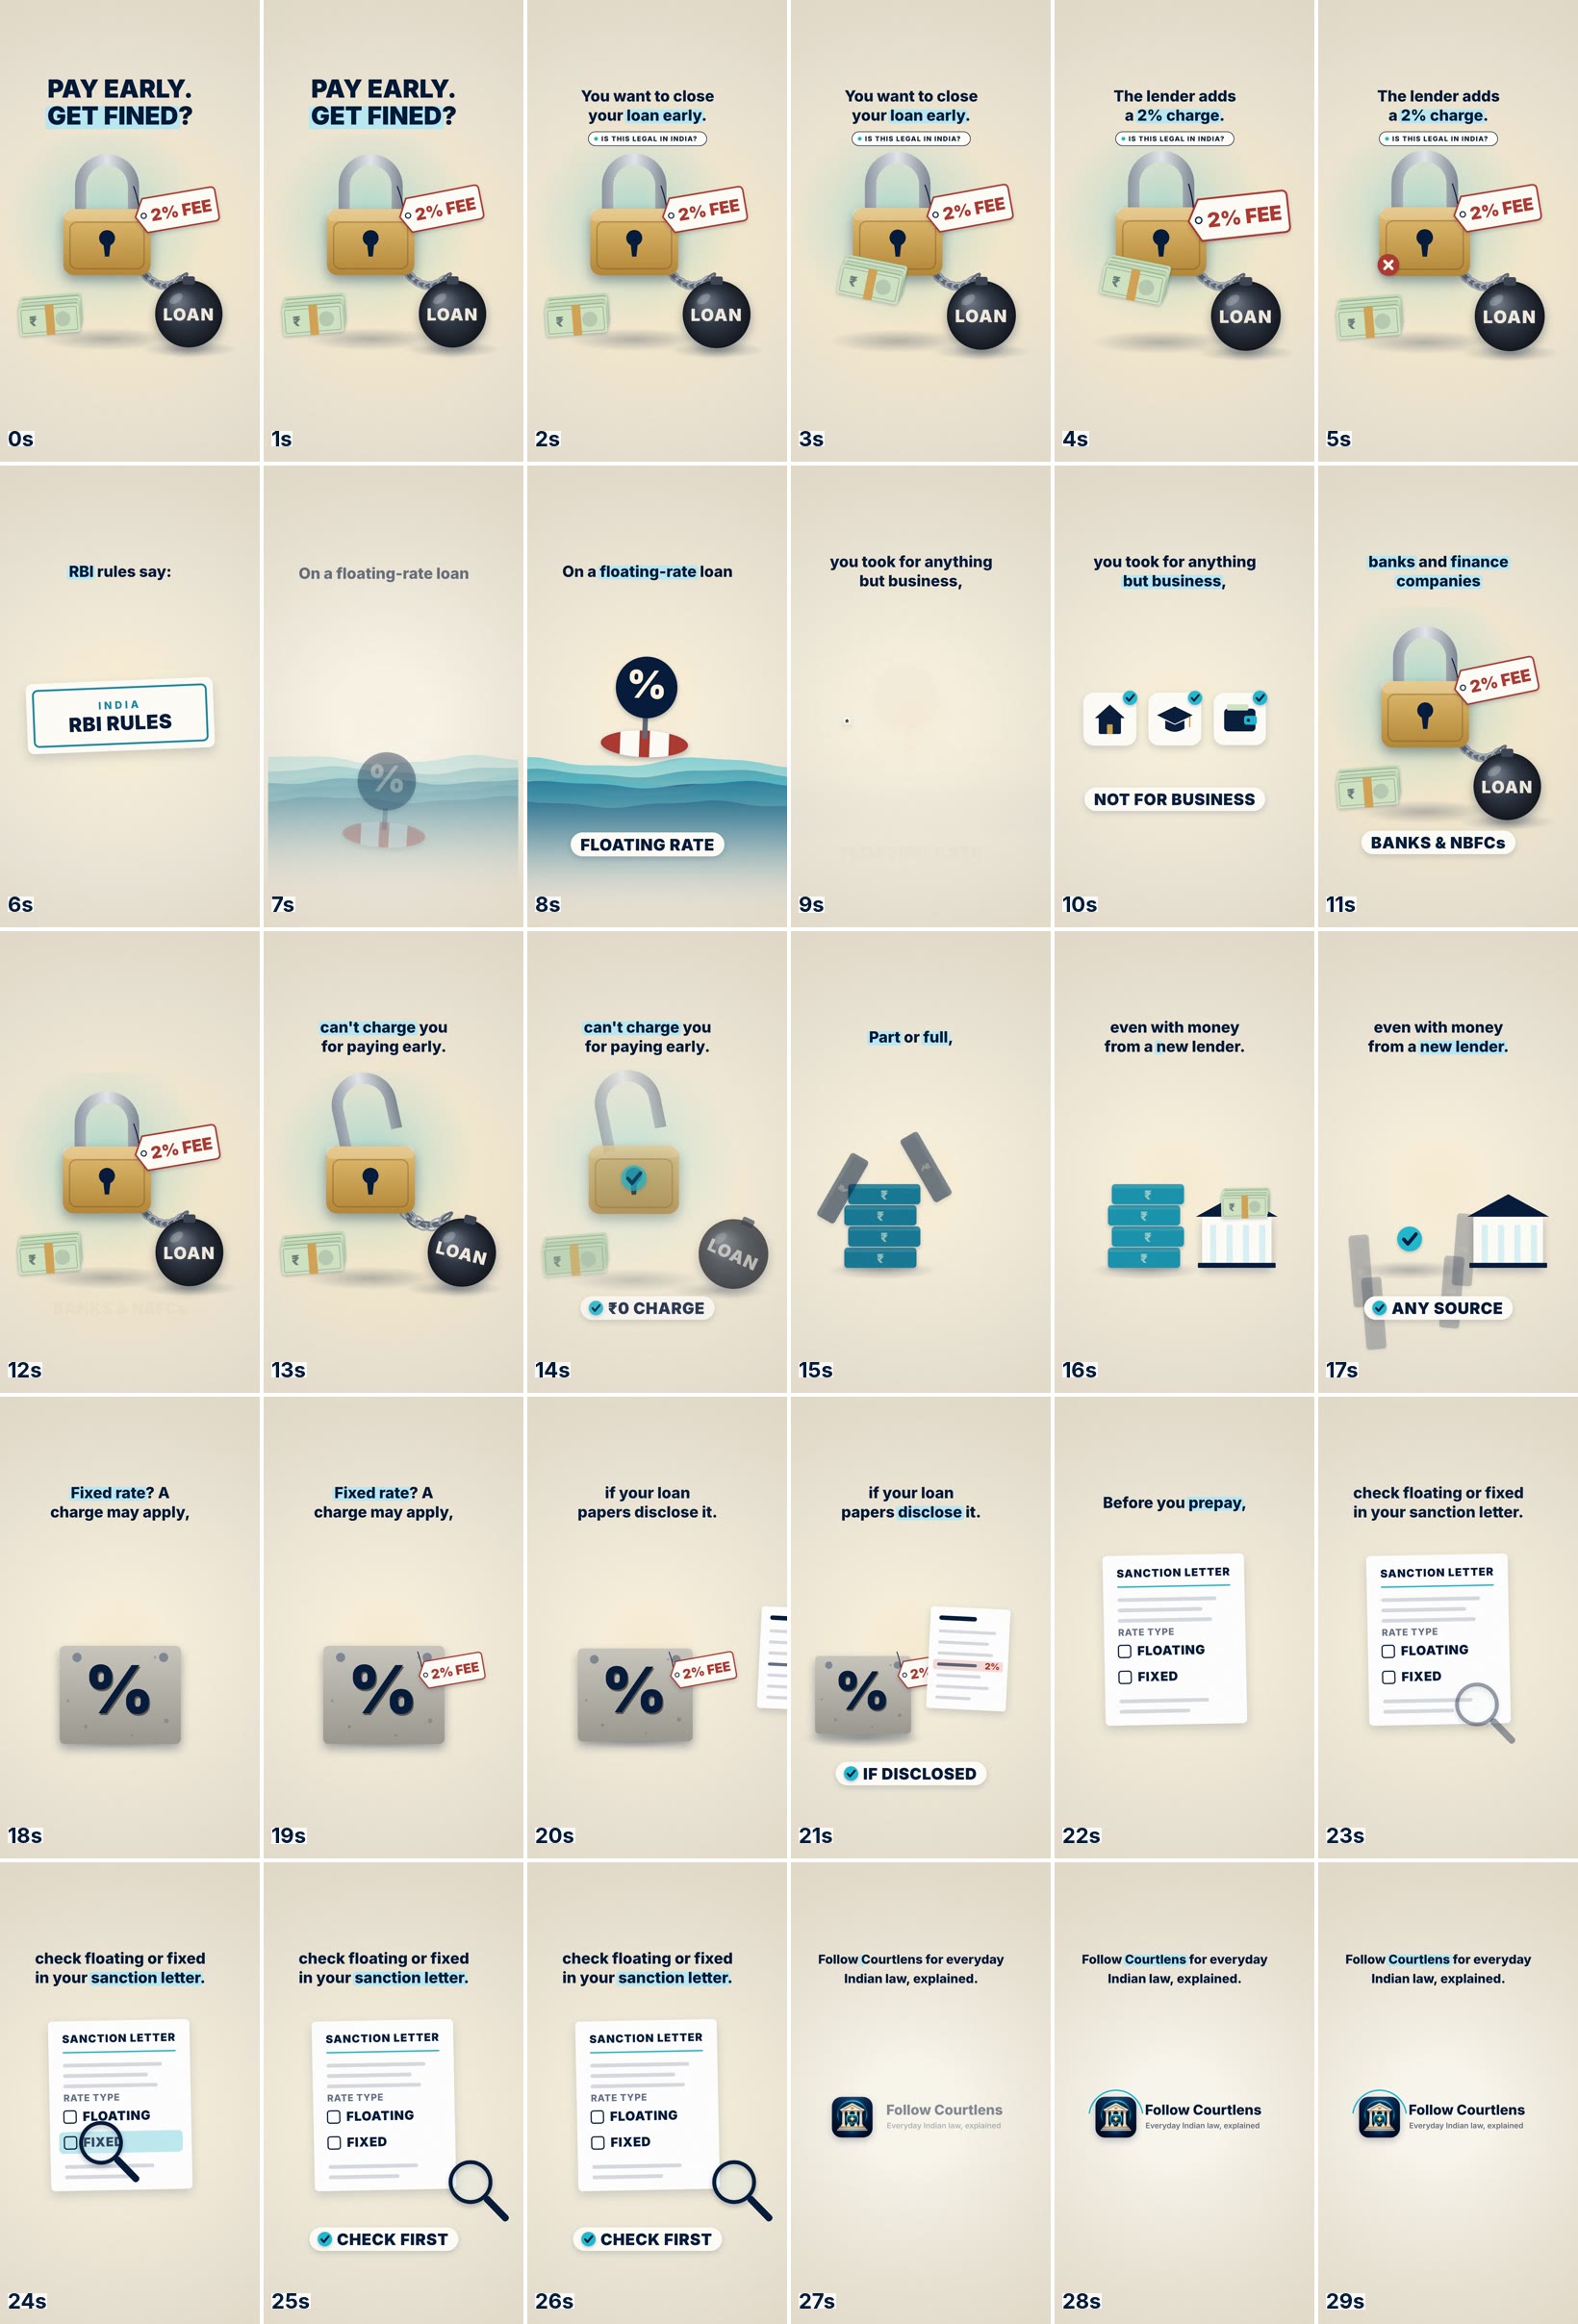 PAY EARLY.
GET FINED?
2% FEE
₹
LOAN
0s
PAY EARLY.
GET FINED?
2% FEE
₹
LOAN
1s
You want to close
your loan early.
IS THIS LEGAL IN INDIA?
2% FEE
₹
LOAN
2s
You want to close
your loan early.
IS THIS LEGAL IN INDIA?
2% FEE
₹
LOAN
3s
The lender adds
a 2% charge.
IS THIS LEGAL IN INDIA?
2% FEE
₹
LOAN
4s
The lender adds
a 2% charge.
IS THIS LEGAL IN INDIA?
2% FEE
₹
LOAN
5s
RBI rules say:
INDIA
RBI RULES
6s
On a floating-rate loan
%
7s
On a floating-rate loan
%
FLOATING RATE
8s
you took for anything
but business,
9s
you took for anything
but business,
NOT FOR BUSINESS
10s
banks and finance
companies
2% FEE
₹
LOAN
BANKS & NBFCs
11s
2% FEE
₹
LOAN
BANKS & NBFCs
12s
can't charge you
for paying early.
₹
LOAN
13s
can't charge you
for paying early.
₹
LOAN
₹0 CHARGE
14s
Part or full,
₹
₹
₹
₹
15s
even with money
from a new lender.
₹
₹
₹
₹
₹
16s
even with money
from a new lender.
ANY SOURCE
17s
Fixed rate? A
charge may apply,
%
18s
Fixed rate? A
charge may apply,
%
2% FEE
19s
if your loan
papers disclose it.
%
2% FEE
20s
if your loan
papers disclose it.
%
2%
2%
IF DISCLOSED
21s
Before you prepay,
SANCTION LETTER
RATE TYPE
FLOATING
FIXED
22s
check floating or fixed
in your sanction letter.
SANCTION LETTER
RATE TYPE
FLOATING
FIXED
23s
check floating or fixed
in your sanction letter.
SANCTION LETTER
RATE TYPE
FLOATING
FIXED
24s
check floating or fixed
in your sanction letter.
SANCTION LETTER
RATE TYPE
FLOATING
FIXED
CHECK FIRST
25s
check floating or fixed
in your sanction letter.
SANCTION LETTER
RATE TYPE
FLOATING
FIXED
CHECK FIRST
26s
Follow Courtlens for everyday
Indian law, explained.
Follow Courtlens
Everyday Indian law, explained
27s
Follow Courtlens for everyday
Indian law, explained.
Follow Courtlens
Everyday Indian law, explained
28s
Follow Courtlens for everyday
Indian law, explained.
Follow Courtlens
Everyday Indian law, explained
29s